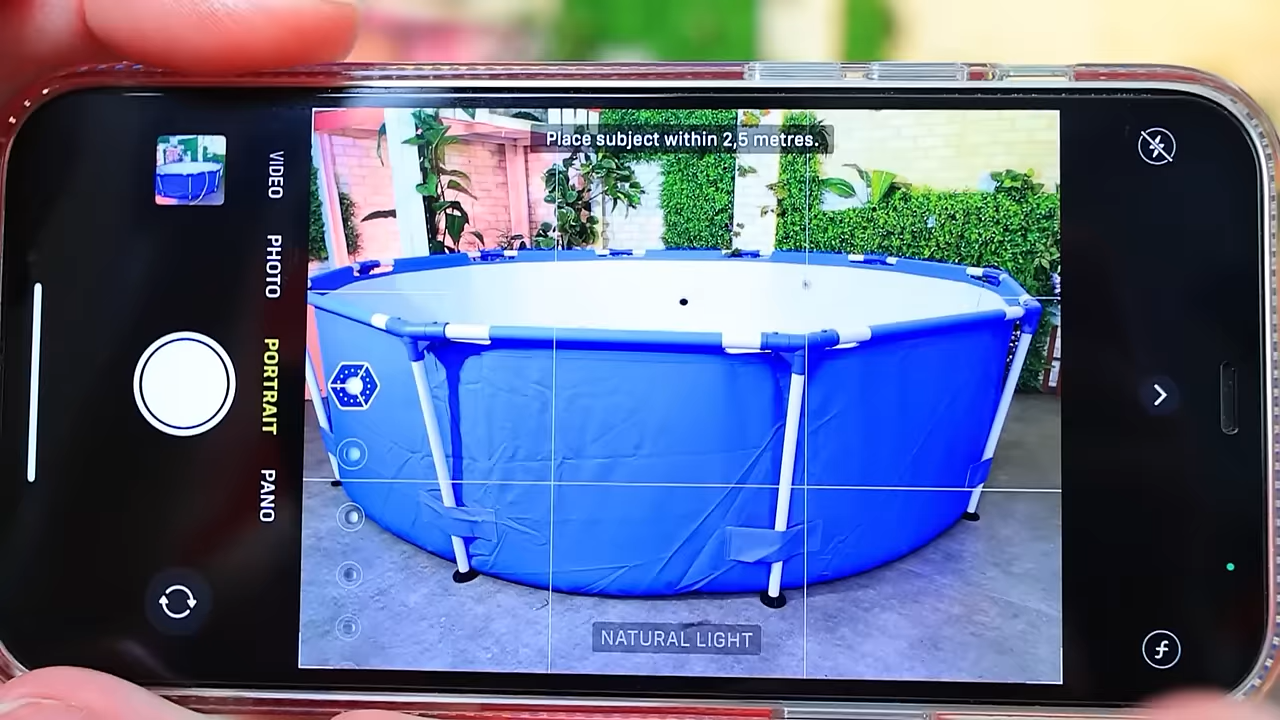 Place subject within 2,5 metres.
VIDEO
PHOTO
PORTRAIT
PANO
NATURAL LIGHT
f